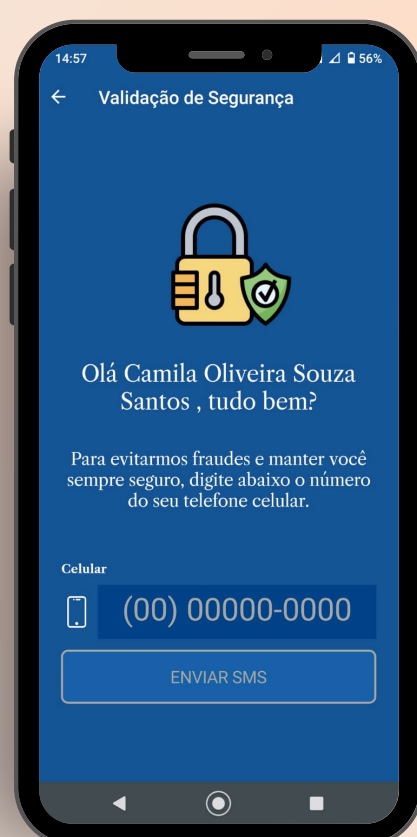 14:57
56%
Validação de Segurança
Olá Camila Oliveira Souza
Santos , tudo bem?
Para evitarmos fraudes e manter você
sempre seguro, digite abaixo o número
do seu telefone celular.
Celular
(00) 00000-0000
ENVIAR SMS